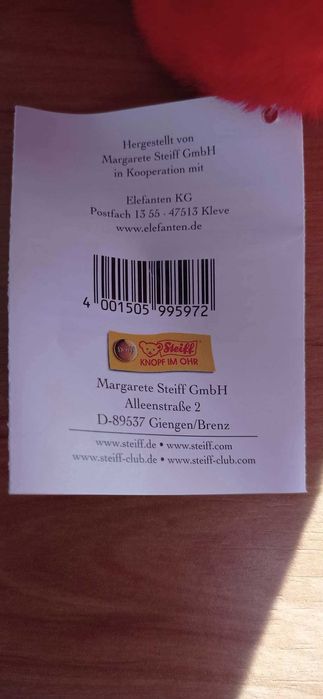 Hergestellt von
Margarete Steiff GmbH
in Kooperation mit
Elefanten KG
Postfach 13 55 · 47513 Kleve
www.elefanten.de
4 001505 995972
Steiff
Steiff
KNOPF IM OHR
Margarete Steiff GmbH
Alleenstraße 2
D-89537 Giengen/Brenz
www.steiff.de • www.steiff.com
www.steiff-club.de • www.steiff-club.com